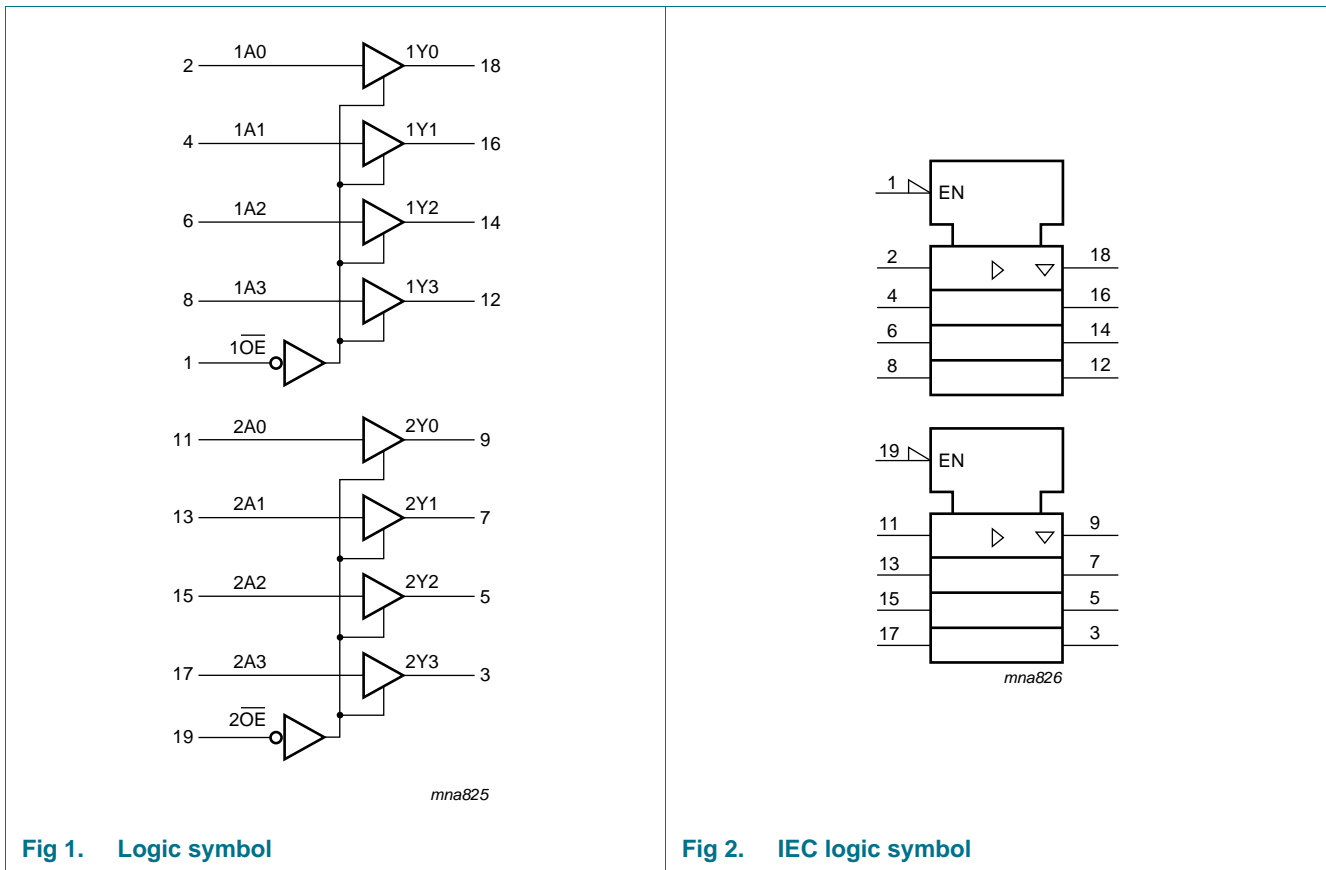 2 1A0 1Y0 18
4 1A1 1Y1 16
6 1A2 1Y2 14
8 1A3 1Y3 12
1 1O̅E̅
11 2A0 2Y0 9
13 2A1 2Y1 7
15 2A2 2Y2 5
17 2A3 2Y3 3
19 2O̅E̅
mna825
Fig 1. Logic symbol
1 EN
2 18
4 16
6 14
8 12
19 EN
11 9
13 7
15 5
17 3
mna826
Fig 2. IEC logic symbol